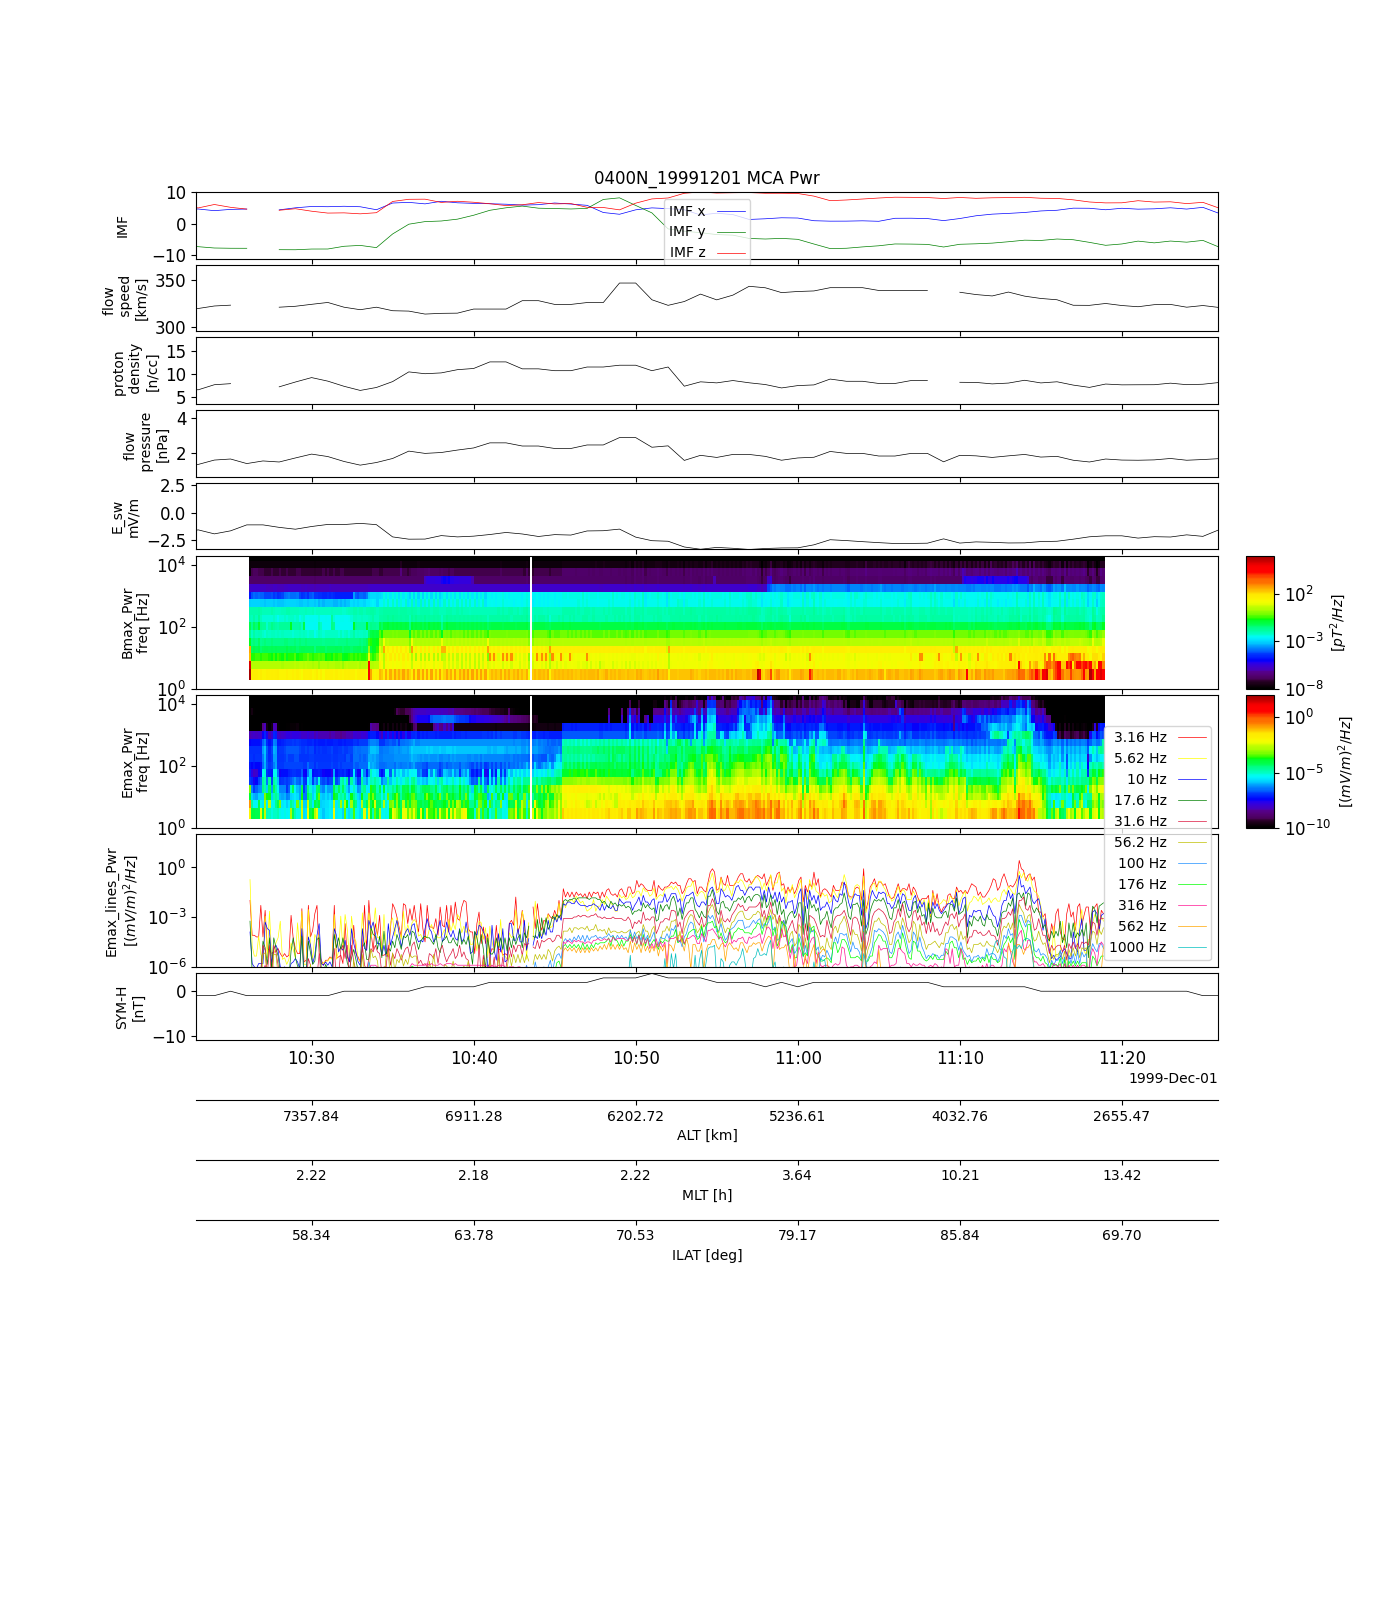 0400N_19991201 MCA Pwr
IMF
10
0
−10
IMF x
IMF y
IMF z
flow
speed
[km/s]
350
300
proton
density
[n/cc]
15
10
5
flow
pressure
[nPa]
4
2
E_sw
mV/m
2.5
0.0
−2.5
Bmax_Pwr
freq [Hz]
10^4
10^2
10^0
10^2
10^−3
10^−8
[pT^2/Hz]
Emax_Pwr
freq [Hz]
10^4
10^2
10^0
10^0
10^−5
10^−10
[(mV/m)^2/Hz]
3.16 Hz
5.62 Hz
10 Hz
17.6 Hz
31.6 Hz
56.2 Hz
100 Hz
176 Hz
316 Hz
562 Hz
1000 Hz
Emax_lines_Pwr
[(mV/m)^2/Hz]
10^0
10^−3
10^−6
SYM-H
[nT]
0
−10
10:30 10:40 10:50 11:00 11:10 11:20
1999-Dec-01
7357.84 6911.28 6202.72 5236.61 4032.76 2655.47
ALT [km]
2.22 2.18 2.22 3.64 10.21 13.42
MLT [h]
58.34 63.78 70.53 79.17 85.84 69.70
ILAT [deg]